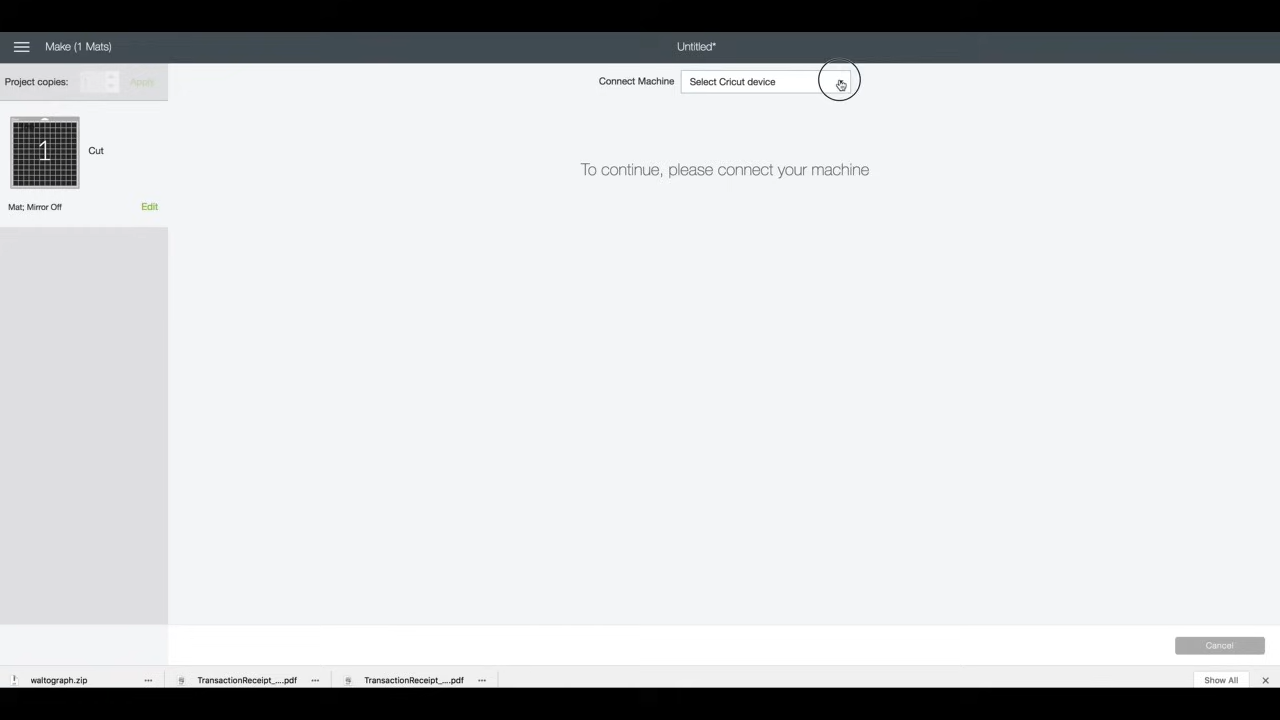 Make (1 Mats)
Untitled*
Project copies:
Apply
Connect Machine
Select Cricut device
1
Cut
To continue, please connect your machine
Mat; Mirror Off
Edit
Cancel
waltograph.zip
TransactionReceipt_....pdf
TransactionReceipt_....pdf
Show All